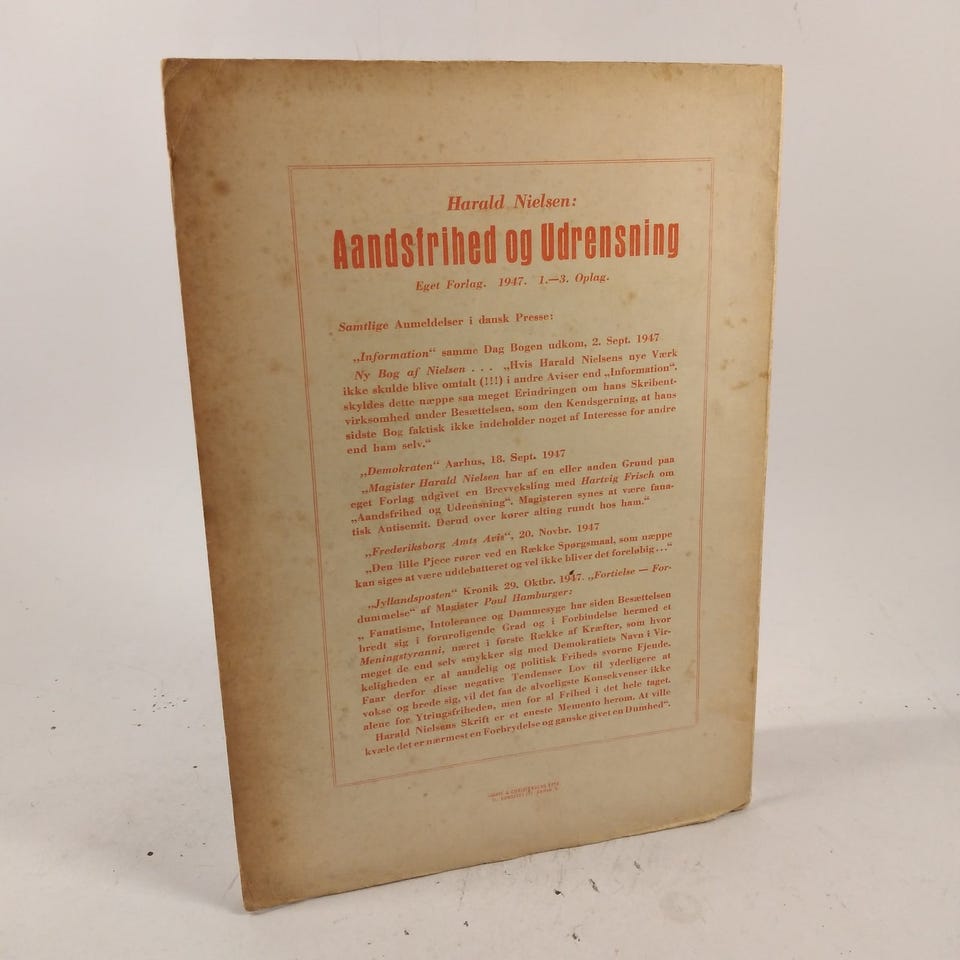 Harald Nielsen:
Aandsfrihed og Udrensning
Eget Forlag. 1947. 1.—3. Oplag.
Samtlige Anmeldelser i dansk Presse:
„Information“ samme Dag Bogen udkom, 2. Sept. 1947
Ny Bog af Nielsen . . . „Hvis Harald Nielsens nye Værk
ikke skulde blive omtalt (!!!) i andre Aviser end „Information“,
skyldes dette næppe saa meget Erindringen om hans Skribent-
virksomhed under Besættelsen, som den Kendsgerning, at hans
sidste Bog faktisk ikke indeholder noget af Interesse for andre
end ham selv.“
„Demokraten“ Aarhus, 18. Sept. 1947
„Magister Harald Nielsen har af en eller anden Grund paa
eget Forlag udgivet en Brevveksling med Hartvig Frisch om
„Aandsfrihed og Udrensning“. Magisteren synes at være fana-
tisk Antisemit. Derud over kører alting rundt hos ham.“
„Frederiksborg Amts Avis“, 20. Novbr. 1947
„Den lille Pjece rører ved en Række Spørgsmaal, som næppe
kan siges at være uddebatteret og vel ikke bliver det foreløbig ...“
„Jyllandsposten“ Kronik 29. Oktbr. 1947. „Fortielse — For-
dummelse“ af Magister Poul Hamburger:
„ Fanatisme, Intolerance og Dømmesyge har siden Besættelsen
bredt sig i foruroligende Grad og i Forbindelse hermed et
Meningstyranni, næret i første Række af Kræfter, som hvor
meget de end selv smykker sig med Demokratiets Navn i Vir-
keligheden er al aandelig og politisk Friheds svorne Fjende.
Faar derfor disse negative Tendenser Lov til yderligere at
vokse og brede sig, vil det faa de alvorligste Konsekvenser ikke
alene for Ytringsfriheden, men for al Frihed i det hele taget.
Harald Nielsens Skrift er et eneste Memento herom. At ville
kvæle det er nærmest en Forbrydelse og ganske givet en Dumhed“.